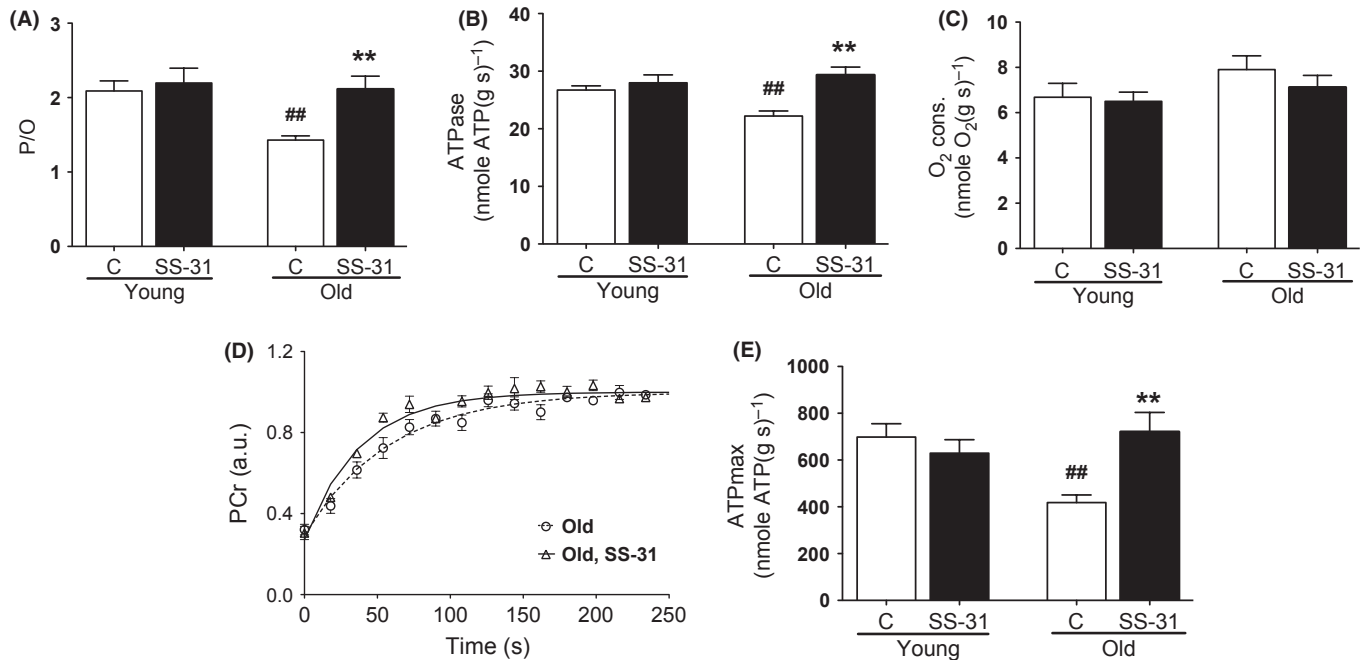 (A)
3
2
1
0
P/O
##
**
C SS-31 C SS-31
Young Old
(B)
40
30
20
10
0
ATPase
(nmole ATP(g s)⁻¹)
##
**
C SS-31 C SS-31
Young Old
(C)
10
8
6
4
2
0
O₂ cons.
(nmole O₂(g s)⁻¹)
C SS-31 C SS-31
Young Old
(D)
1.2
0.8
0.4
0.0
PCr (a.u.)
Old
Old, SS-31
0 50 100 150 200 250
Time (s)
(E)
1000
800
600
400
200
0
ATPmax
(nmole ATP(g s)⁻¹)
##
**
C SS-31 C SS-31
Young Old